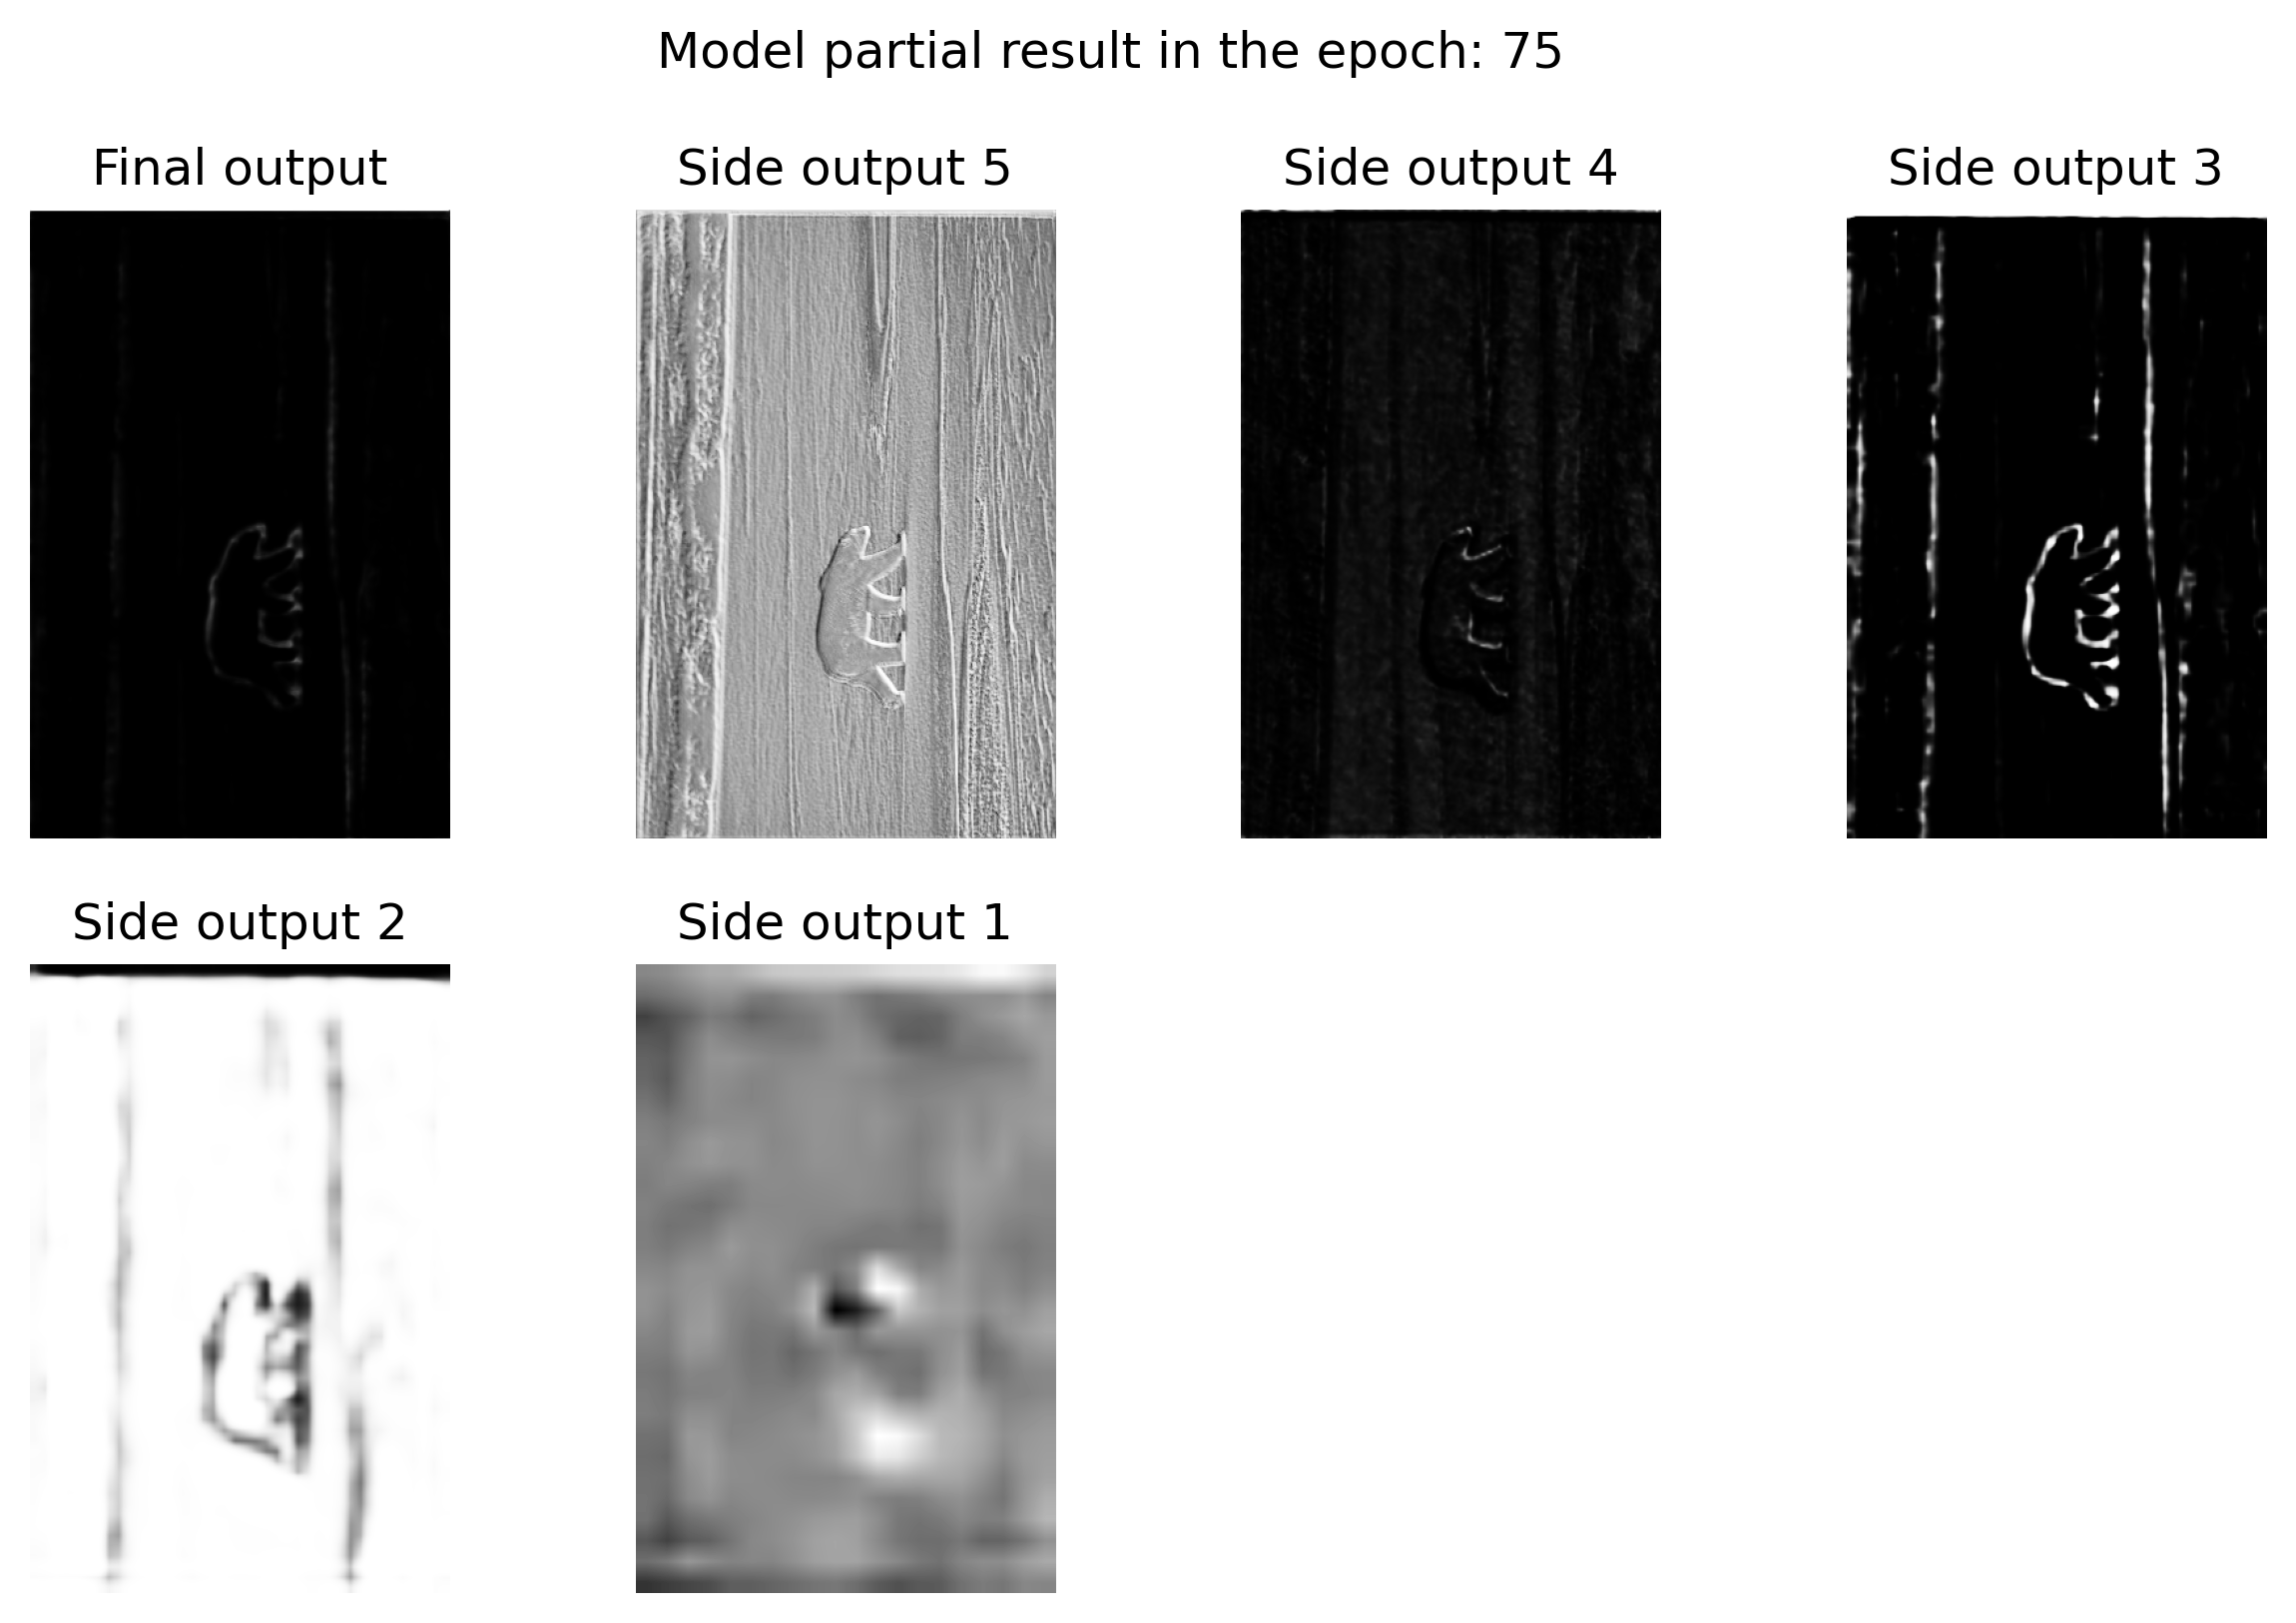 Model partial result in the epoch: 75
Final output
Side output 5
Side output 4
Side output 3
Side output 2
Side output 1